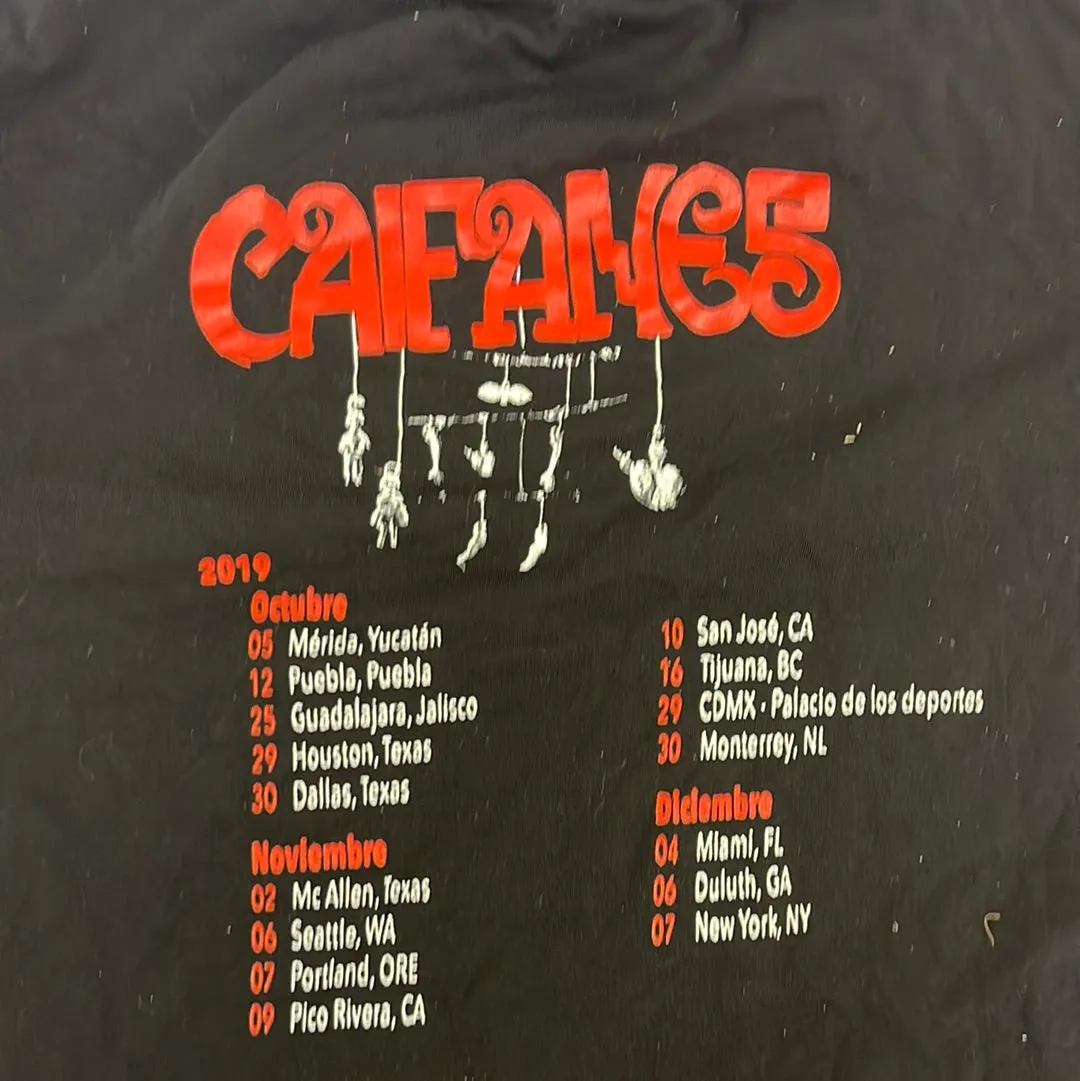 CAIFANES
2019
Octubre
05 Mérida, Yucatán
12 Puebla, Puebla
25 Guadalajara, Jalisco
29 Houston, Texas
30 Dallas, Texas
Noviembre
02 Mc Allen, Texas
06 Seattle, WA
07 Portland, ORE
09 Pico Rivera, CA
10 San José, CA
16 Tijuana, BC
29 CDMX - Palacio de los deportes
30 Monterrey, NL
Diciembre
04 Miami, FL
06 Duluth, GA
07 New York, NY